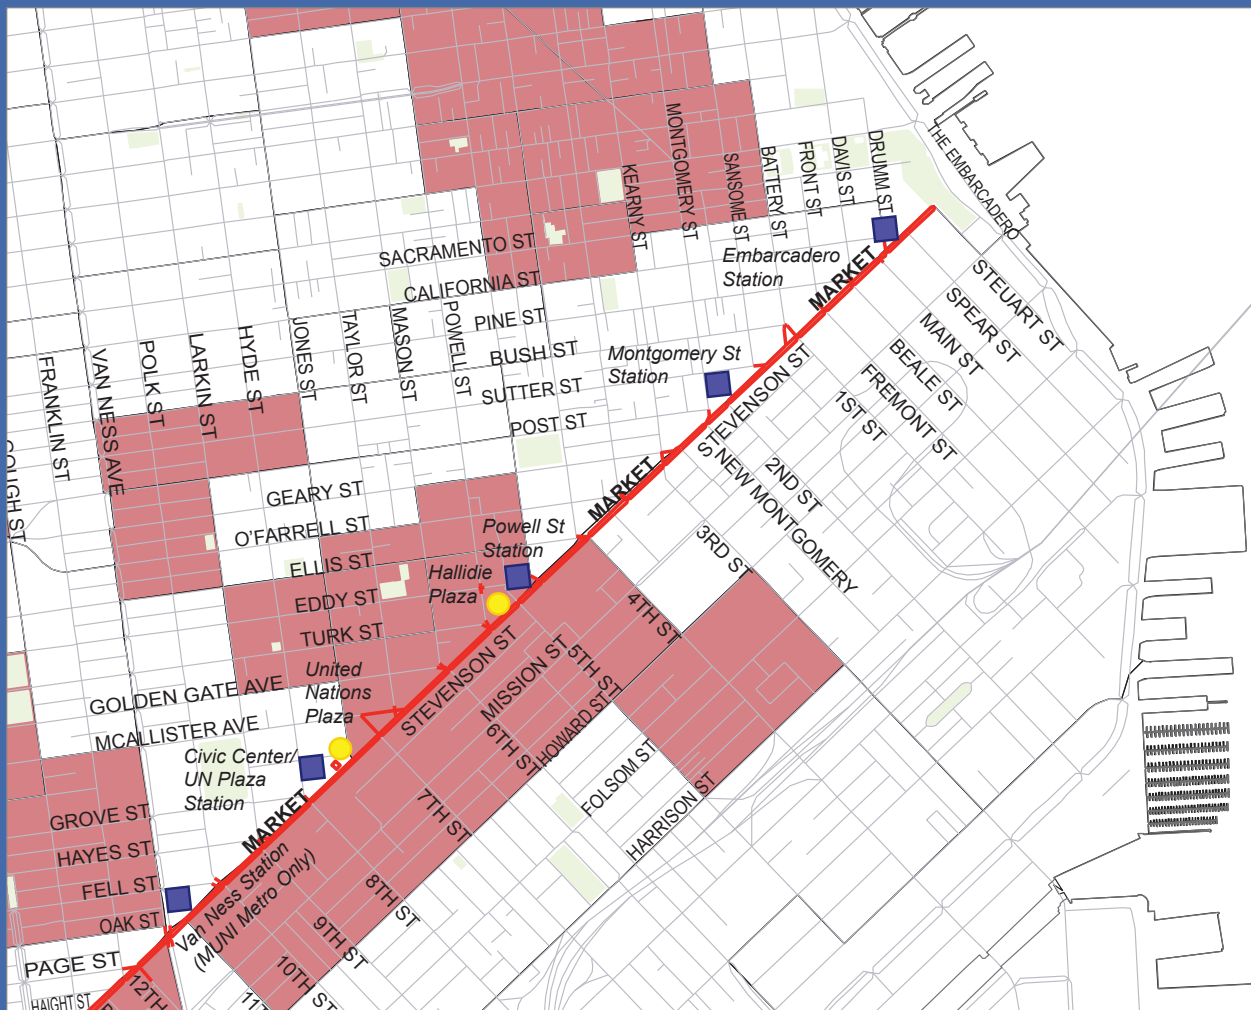 THE EMBARCADERO
DRUMM ST
DAVIS ST
FRONT ST
BATTERY ST
SANSOME ST
MONTGOMERY ST
KEARNY ST
SACRAMENTO ST
CALIFORNIA ST
PINE ST
BUSH ST
SUTTER ST
POST ST
Embarcadero
Station
MARKET
STEUART ST
SPEAR ST
MAIN ST
BEALE ST
FREMONT ST
1ST ST
Montgomery St
Station
STEVENSON ST
NEW MONTGOMERY
2ND ST
3RD ST
FRANKLIN ST
VAN NESS AVE
POLK ST
LARKIN ST
HYDE ST
JONES ST
TAYLOR ST
MASON ST
POWELL ST
GOUGH ST
GEARY ST
O'FARRELL ST
ELLIS ST
EDDY ST
TURK ST
MARKET
Powell St
Station
Hallidie
Plaza
4TH ST
5TH ST
MISSION ST
STEVENSON ST
6TH ST
HOWARD ST
FOLSOM ST
HARRISON ST
United
Nations
Plaza
GOLDEN GATE AVE
MCALLISTER AVE
Civic Center/
UN Plaza
Station
MARKET
7TH ST
8TH ST
9TH ST
10TH ST
11T
12TH
GROVE ST
HAYES ST
FELL ST
OAK ST
PAGE ST
HAIGHT ST
Van Ness Station
(MUNI Metro Only)